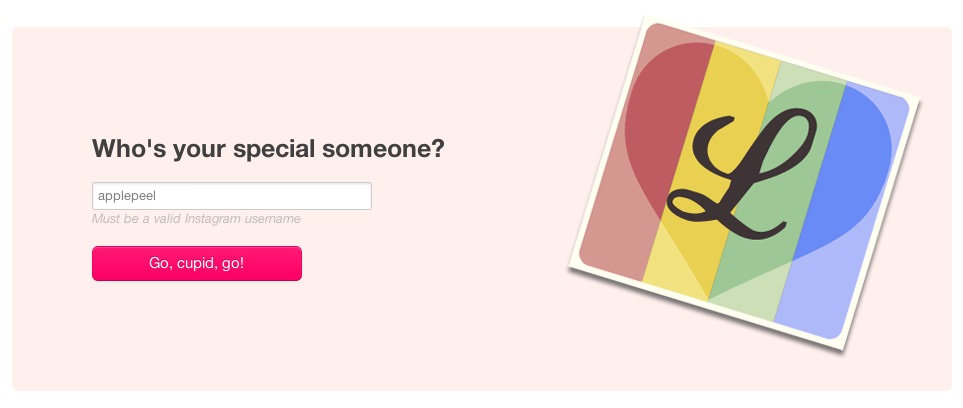 Who's your special someone?
applepeel
Must be a valid Instagram username
Go, cupid, go!
L